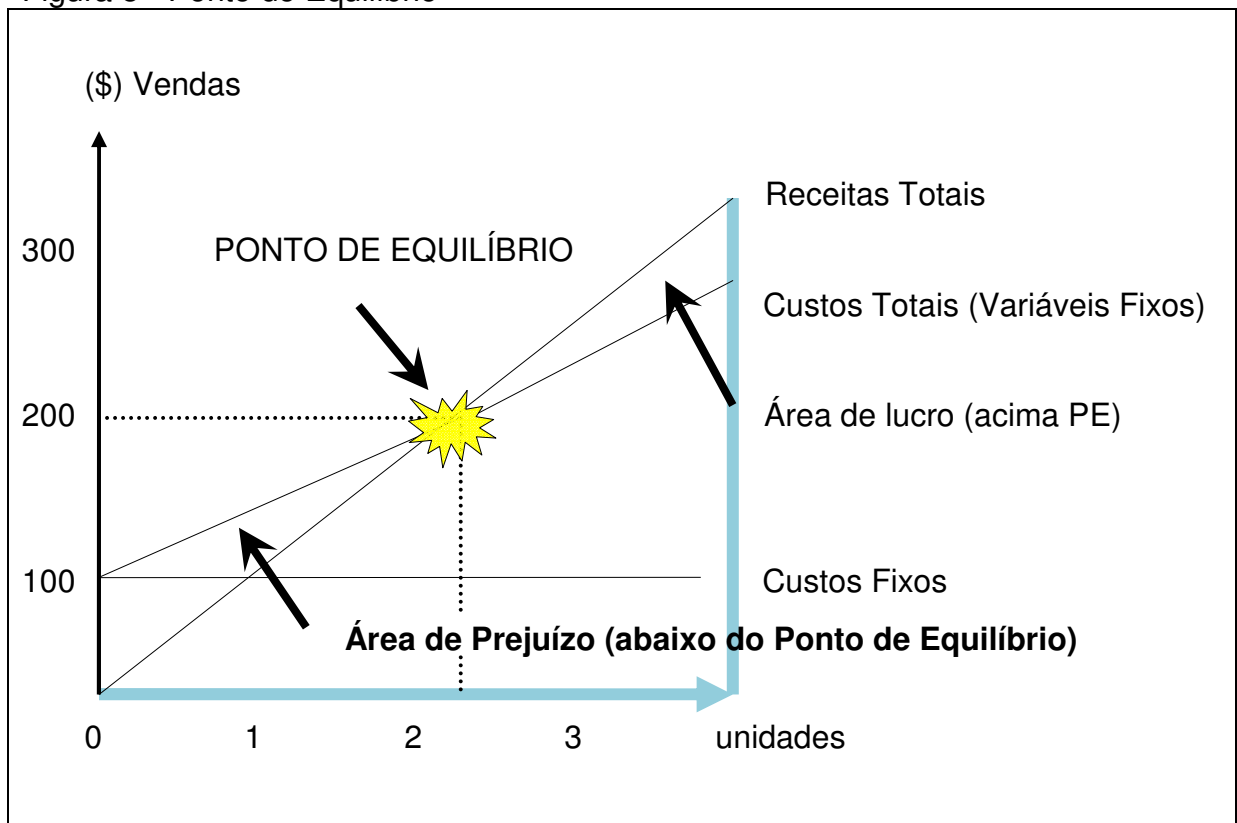 ($) Vendas
Receitas Totais
300
PONTO DE EQUILÍBRIO
Custos Totais (Variáveis Fixos)
200
Área de lucro (acima PE)
100
Custos Fixos
Área de Prejuízo (abaixo do Ponto de Equilíbrio)
0 1 2 3 unidades